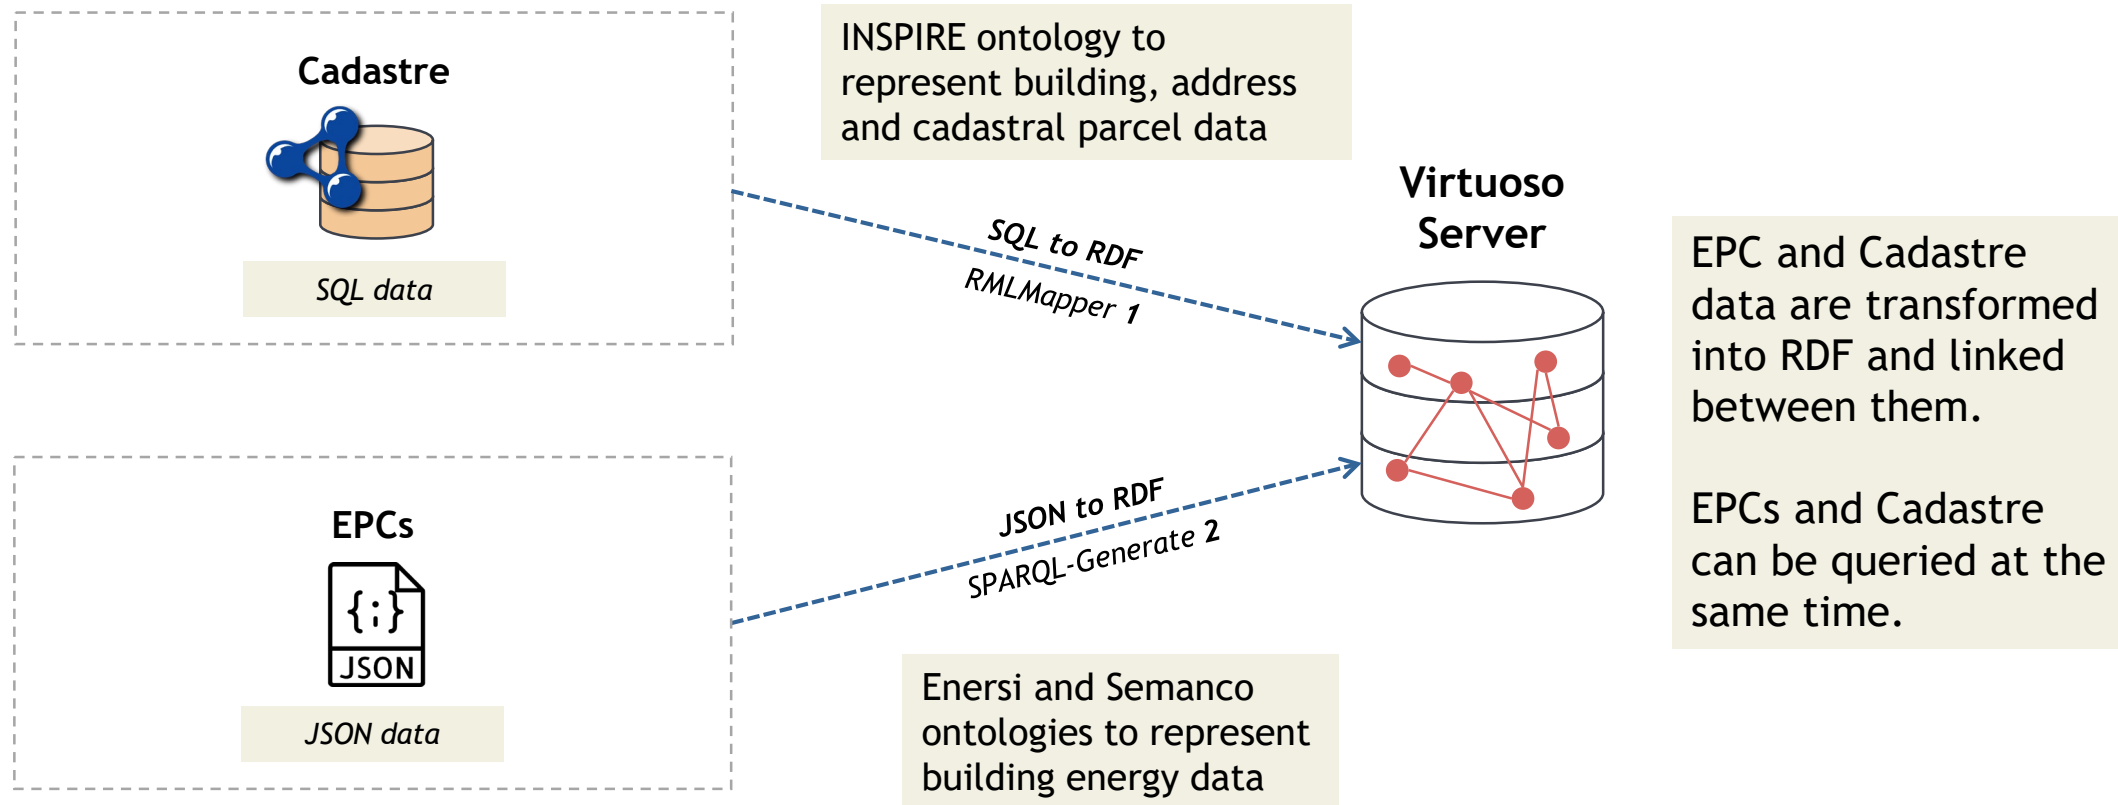 Cadastre
SQL data
INSPIRE ontology to
represent building, address
and cadastral parcel data
SQL to RDF
RMLMapper 1
Virtuoso
Server
EPC and Cadastre
data are transformed
into RDF and linked
between them.
EPCs and Cadastre
can be queried at the
same time.
EPCs
{;}
JSON
JSON data
JSON to RDF
SPARQL-Generate 2
Enersi and Semanco
ontologies to represent
building energy data